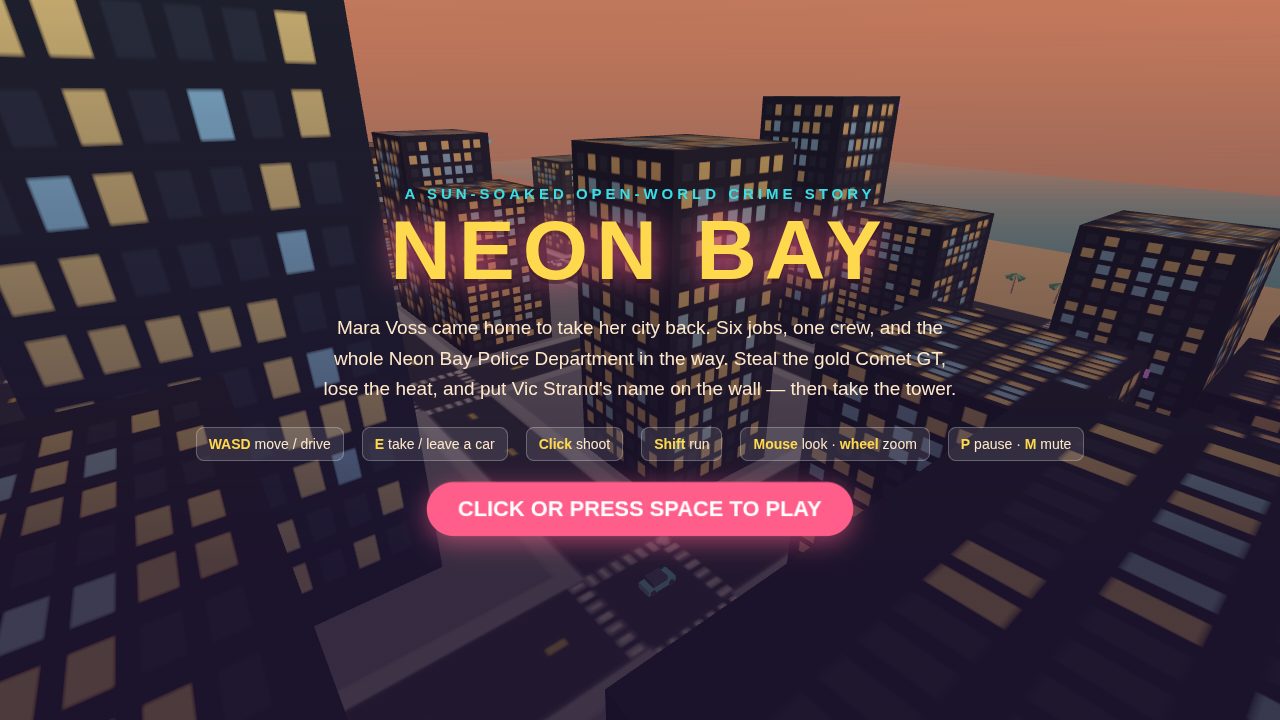 A SUN-SOAKED OPEN-WORLD CRIME STORY
NEON BAY
Mara Voss came home to take her city back. Six jobs, one crew, and the
whole Neon Bay Police Department in the way. Steal the gold Comet GT,
lose the heat, and put Vic Strand's name on the wall — then take the tower.
WASD move / drive E take / leave a car Click shoot Shift run Mouse look · wheel zoom P pause · M mute
CLICK OR PRESS SPACE TO PLAY